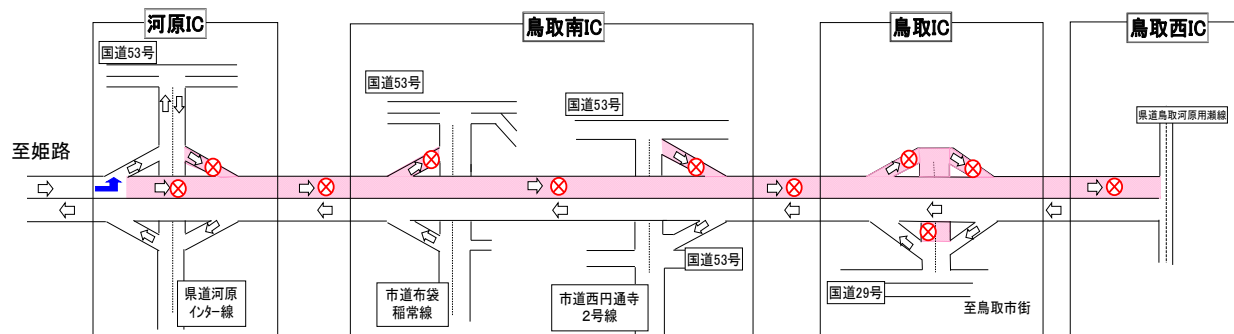 河原IC
鳥取南IC
鳥取IC
鳥取西IC
国道53号
国道53号
国道53号
県道鳥取河原用瀬線
至姫路
国道53号
県道河原
インター線
市道布袋
稲常線
市道西円通寺
2号線
国道29号
至鳥取市街